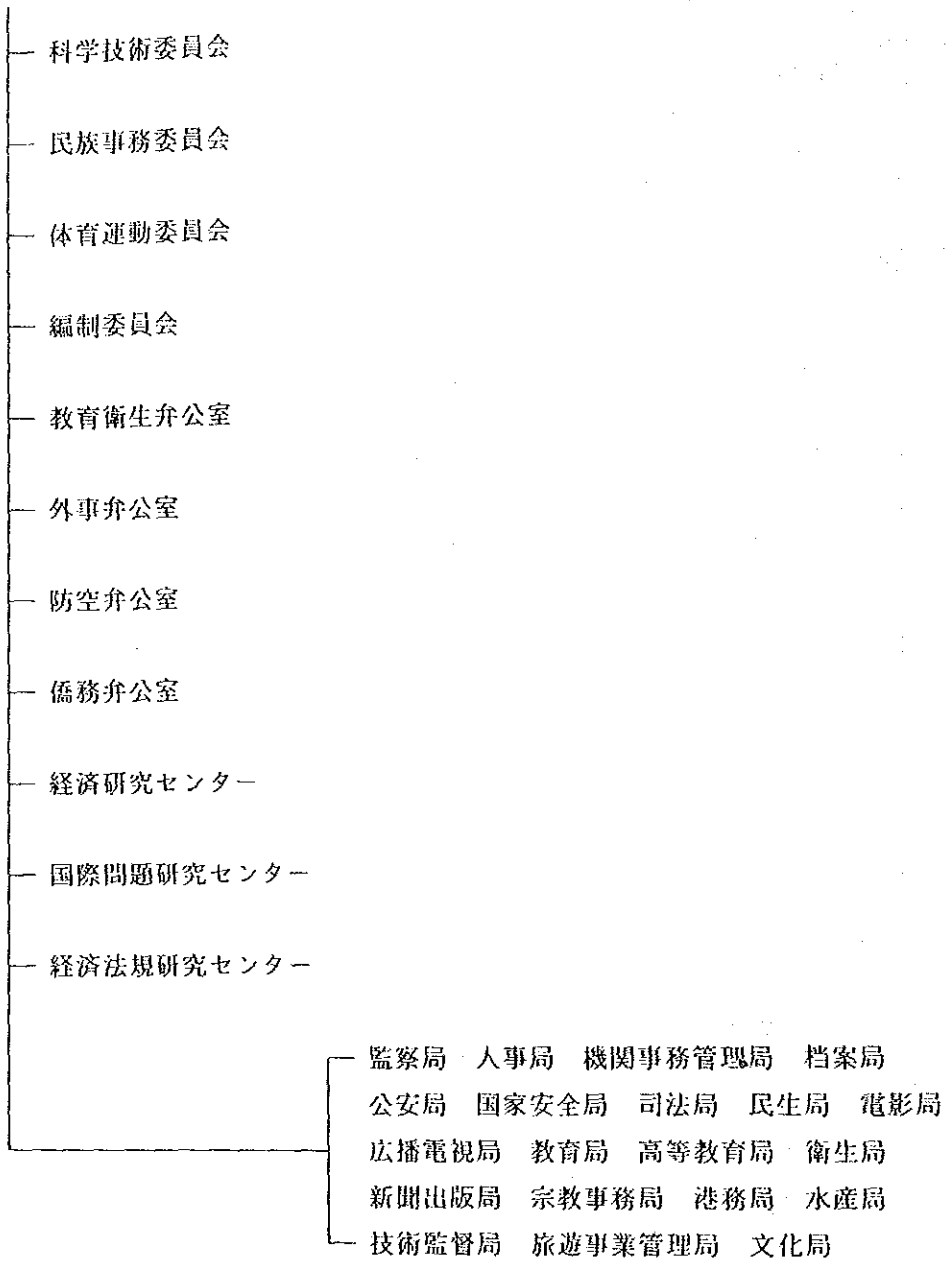 科学技術委員会
民族事務委員会
体育運動委員会
編制委員会
教育衛生弁公室
外事弁公室
防空弁公室
僑務弁公室
経済研究センター
国際問題研究センター
経済法規研究センター
監察局 人事局 機関事務管理局 档案局
公安局 国家安全局 司法局 民生局 電影局
広播電視局 教育局 高等教育局 衛生局
新聞出版局 宗教事務局 港務局 水産局
技術監督局 旅遊事業管理局 文化局